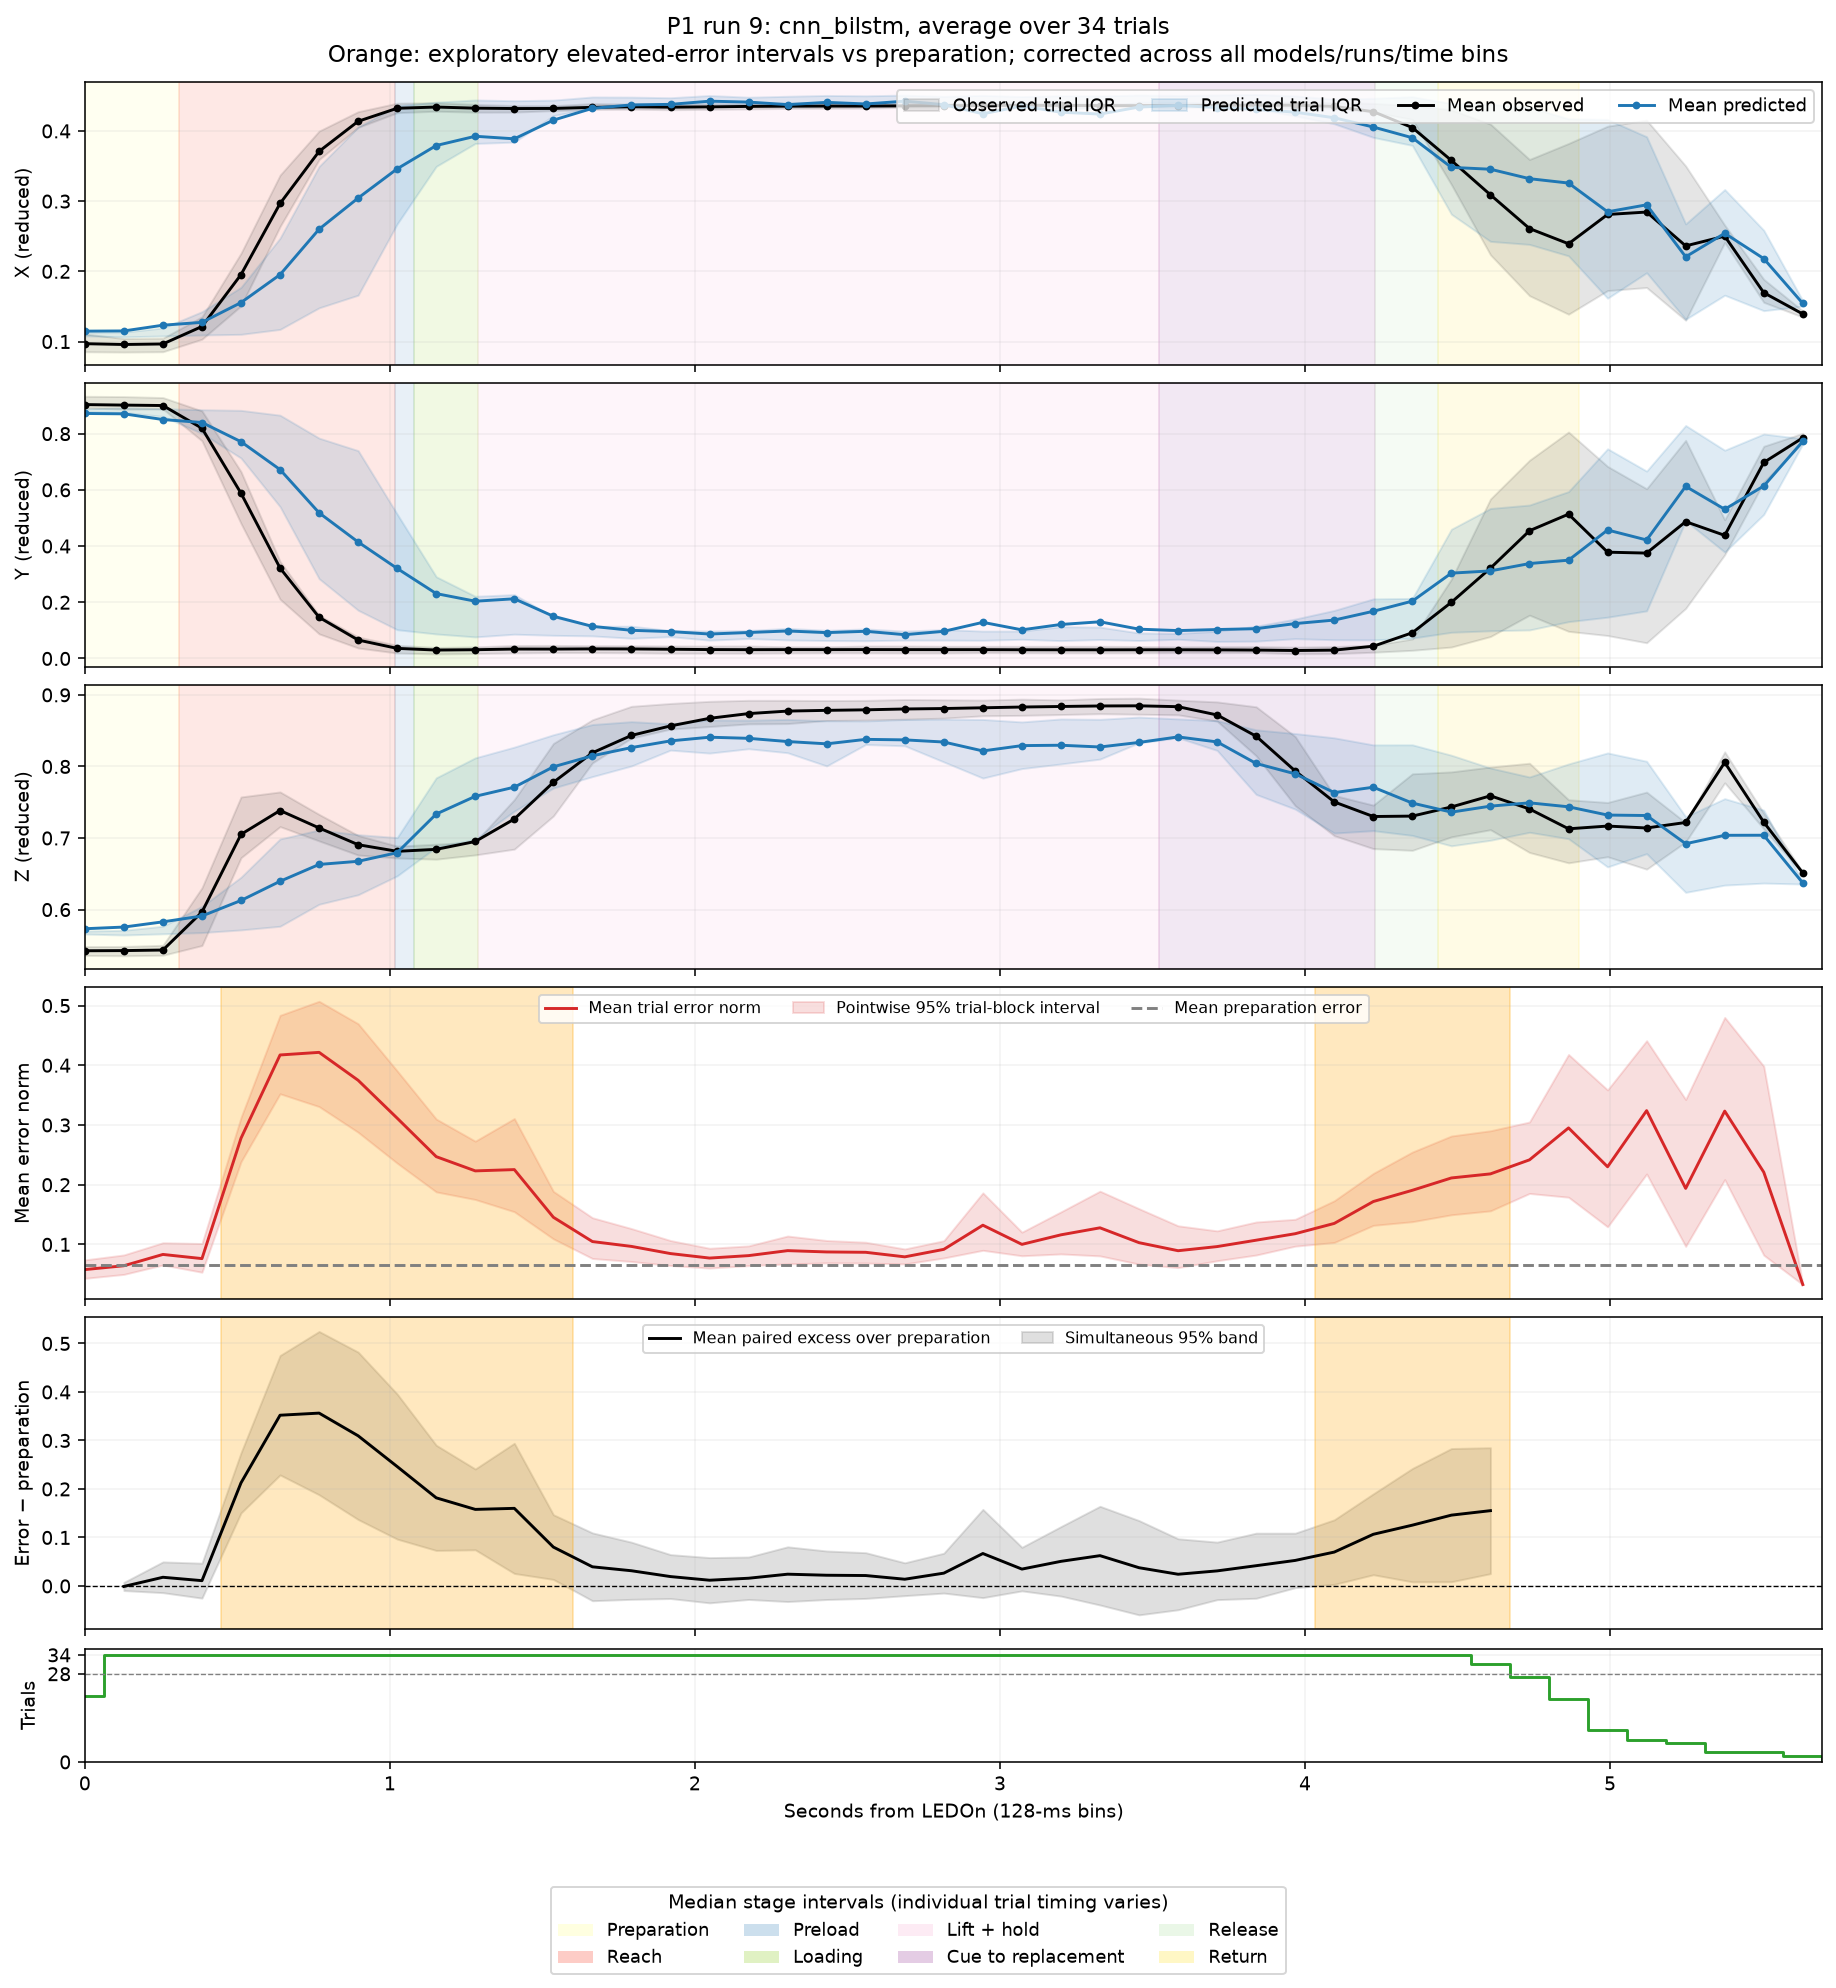 P1 run 9: cnn_bilstm, average over 34 trials
Orange: exploratory elevated-error intervals vs preparation; corrected across all models/runs/time bins
Observed trial IQR Predicted trial IQR Mean observed Mean predicted
X (reduced)
0.4
0.3
0.2
0.1
Y (reduced)
0.8
0.6
0.4
0.2
0.0
Z (reduced)
0.9
0.8
0.7
0.6
Mean trial error norm Pointwise 95% trial-block interval Mean preparation error
Mean error norm
0.5
0.4
0.3
0.2
0.1
Mean paired excess over preparation Simultaneous 95% band
Error − preparation
0.5
0.4
0.3
0.2
0.1
0.0
Trials
34
28
0
0 1 2 3 4 5
Seconds from LEDOn (128-ms bins)
Median stage intervals (individual trial timing varies)
Preparation Preload Lift + hold Release
Reach Loading Cue to replacement Return